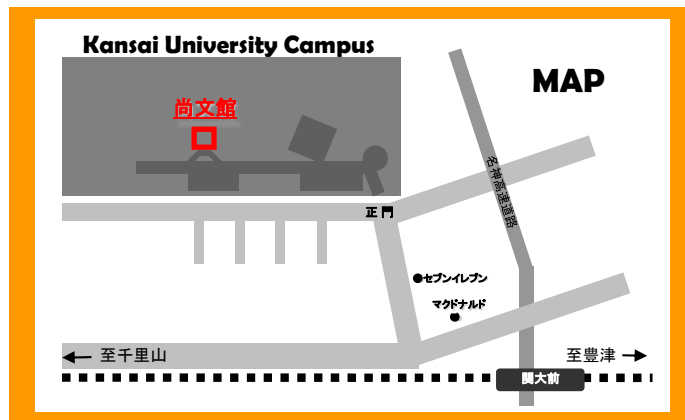 Kansai University Campus
MAP
尚文館
名神高速道路
正門
セブンイレブン
マクドナルド
至千里山
至豊津
関大前